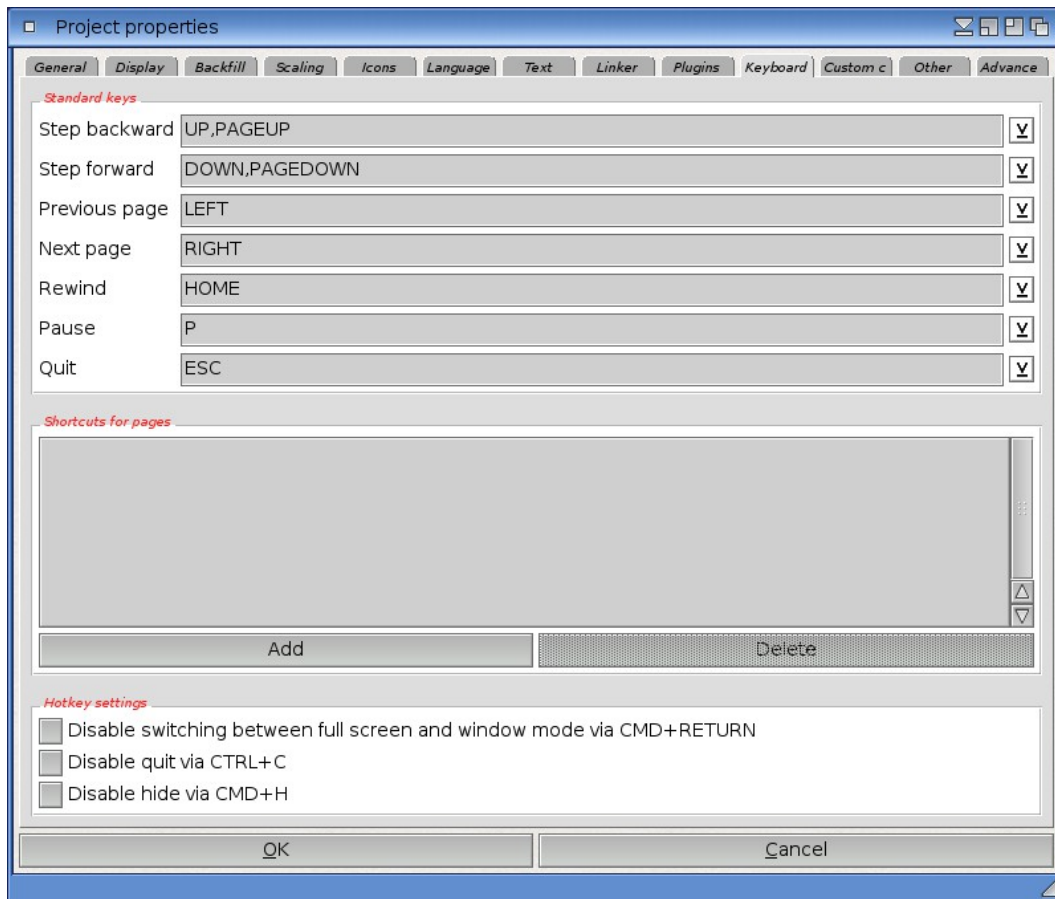 Project properties
General Display Backfill Scaling Icons Language Text Linker Plugins Keyboard Custom c Other Advance
Standard keys
Step backward UP,PAGEUP
Step forward DOWN,PAGEDOWN
Previous page LEFT
Next page RIGHT
Rewind HOME
Pause P
Quit ESC
Shortcuts for pages
Add Delete
Hotkey settings
Disable switching between full screen and window mode via CMD+RETURN
Disable quit via CTRL+C
Disable hide via CMD+H
OK Cancel